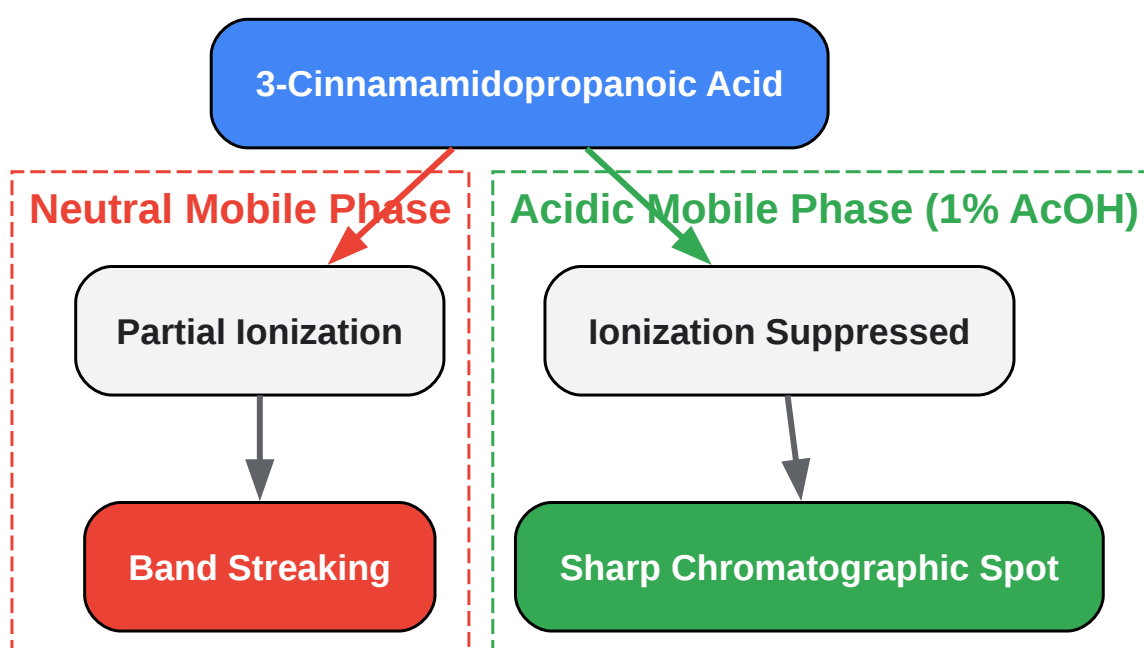 3-Cinnamamidopropanoic Acid
Neutral Mobile Phase
Acidic Mobile Phase (1% AcOH)
Partial Ionization
Ionization Suppressed
Band Streaking
Sharp Chromatographic Spot